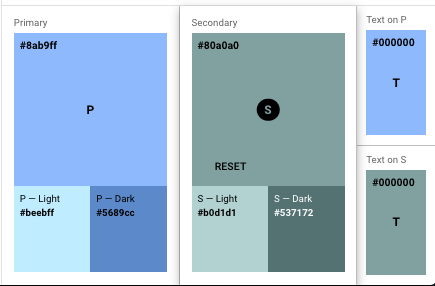 Primary
#8ab9ff
P
P — Light
#beebff
P — Dark
#5689cc
Secondary
#80a0a0
S
RESET
S — Light
#b0d1d1
S — Dark
#537172
Text on P
#000000
T
Text on S
#000000
T